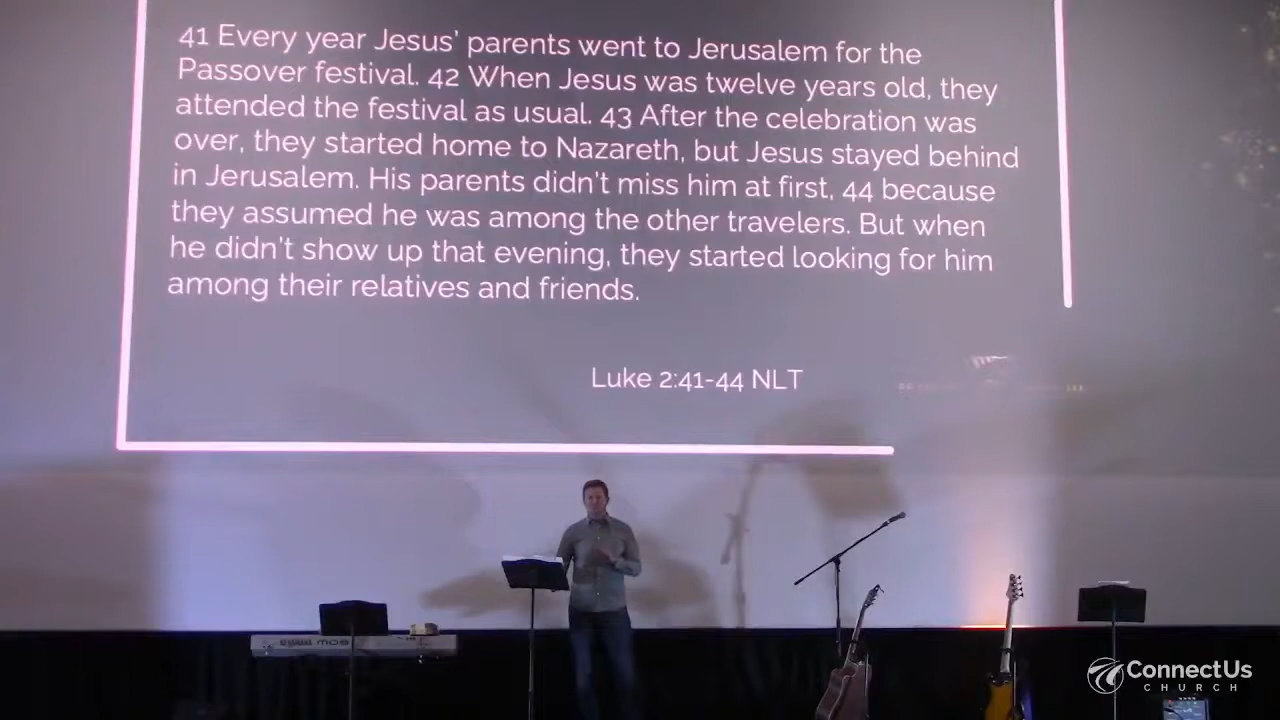 41 Every year Jesus’ parents went to Jerusalem for the
Passover festival. 42 When Jesus was twelve years old, they
attended the festival as usual. 43 After the celebration was
over, they started home to Nazareth, but Jesus stayed behind
in Jerusalem. His parents didn’t miss him at first, 44 because
they assumed he was among the other travelers. But when
he didn’t show up that evening, they started looking for him
among their relatives and friends.
Luke 2:41-44 NLT
ConnectUs
CHURCH